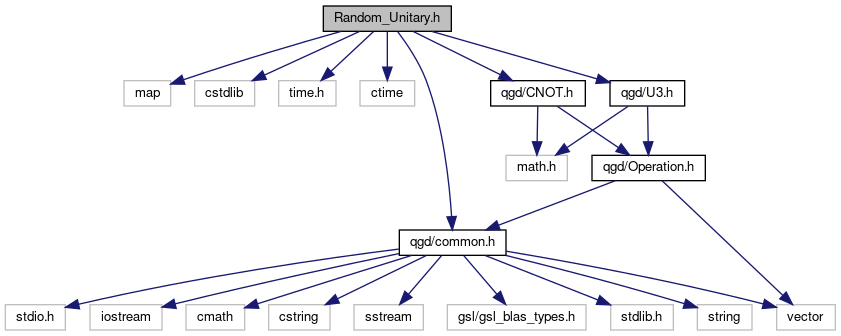 Random_Unitary.h
map
cstdlib
time.h
ctime
qgd/CNOT.h
qgd/U3.h
math.h
qgd/Operation.h
qgd/common.h
stdio.h
iostream
cmath
cstring
sstream
gsl/gsl_blas_types.h
stdlib.h
string
vector